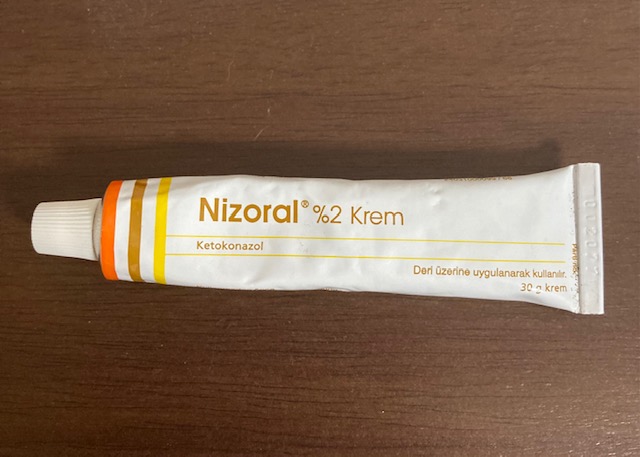 Nizoral® %2 Krem
Ketokonazol
Deri üzerine uygulanarak kullanılır.
30 g krem